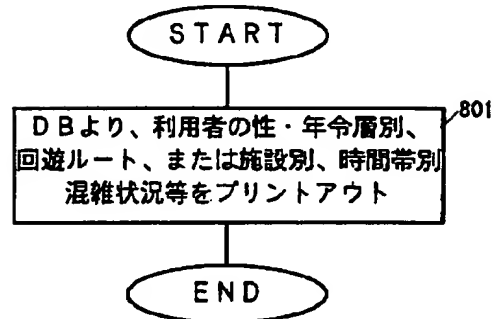 START
801
DBより、利用者の性・年令層別、
回遊ルート、または施設別、時間帯別
混雑状況等をプリントアウト
END